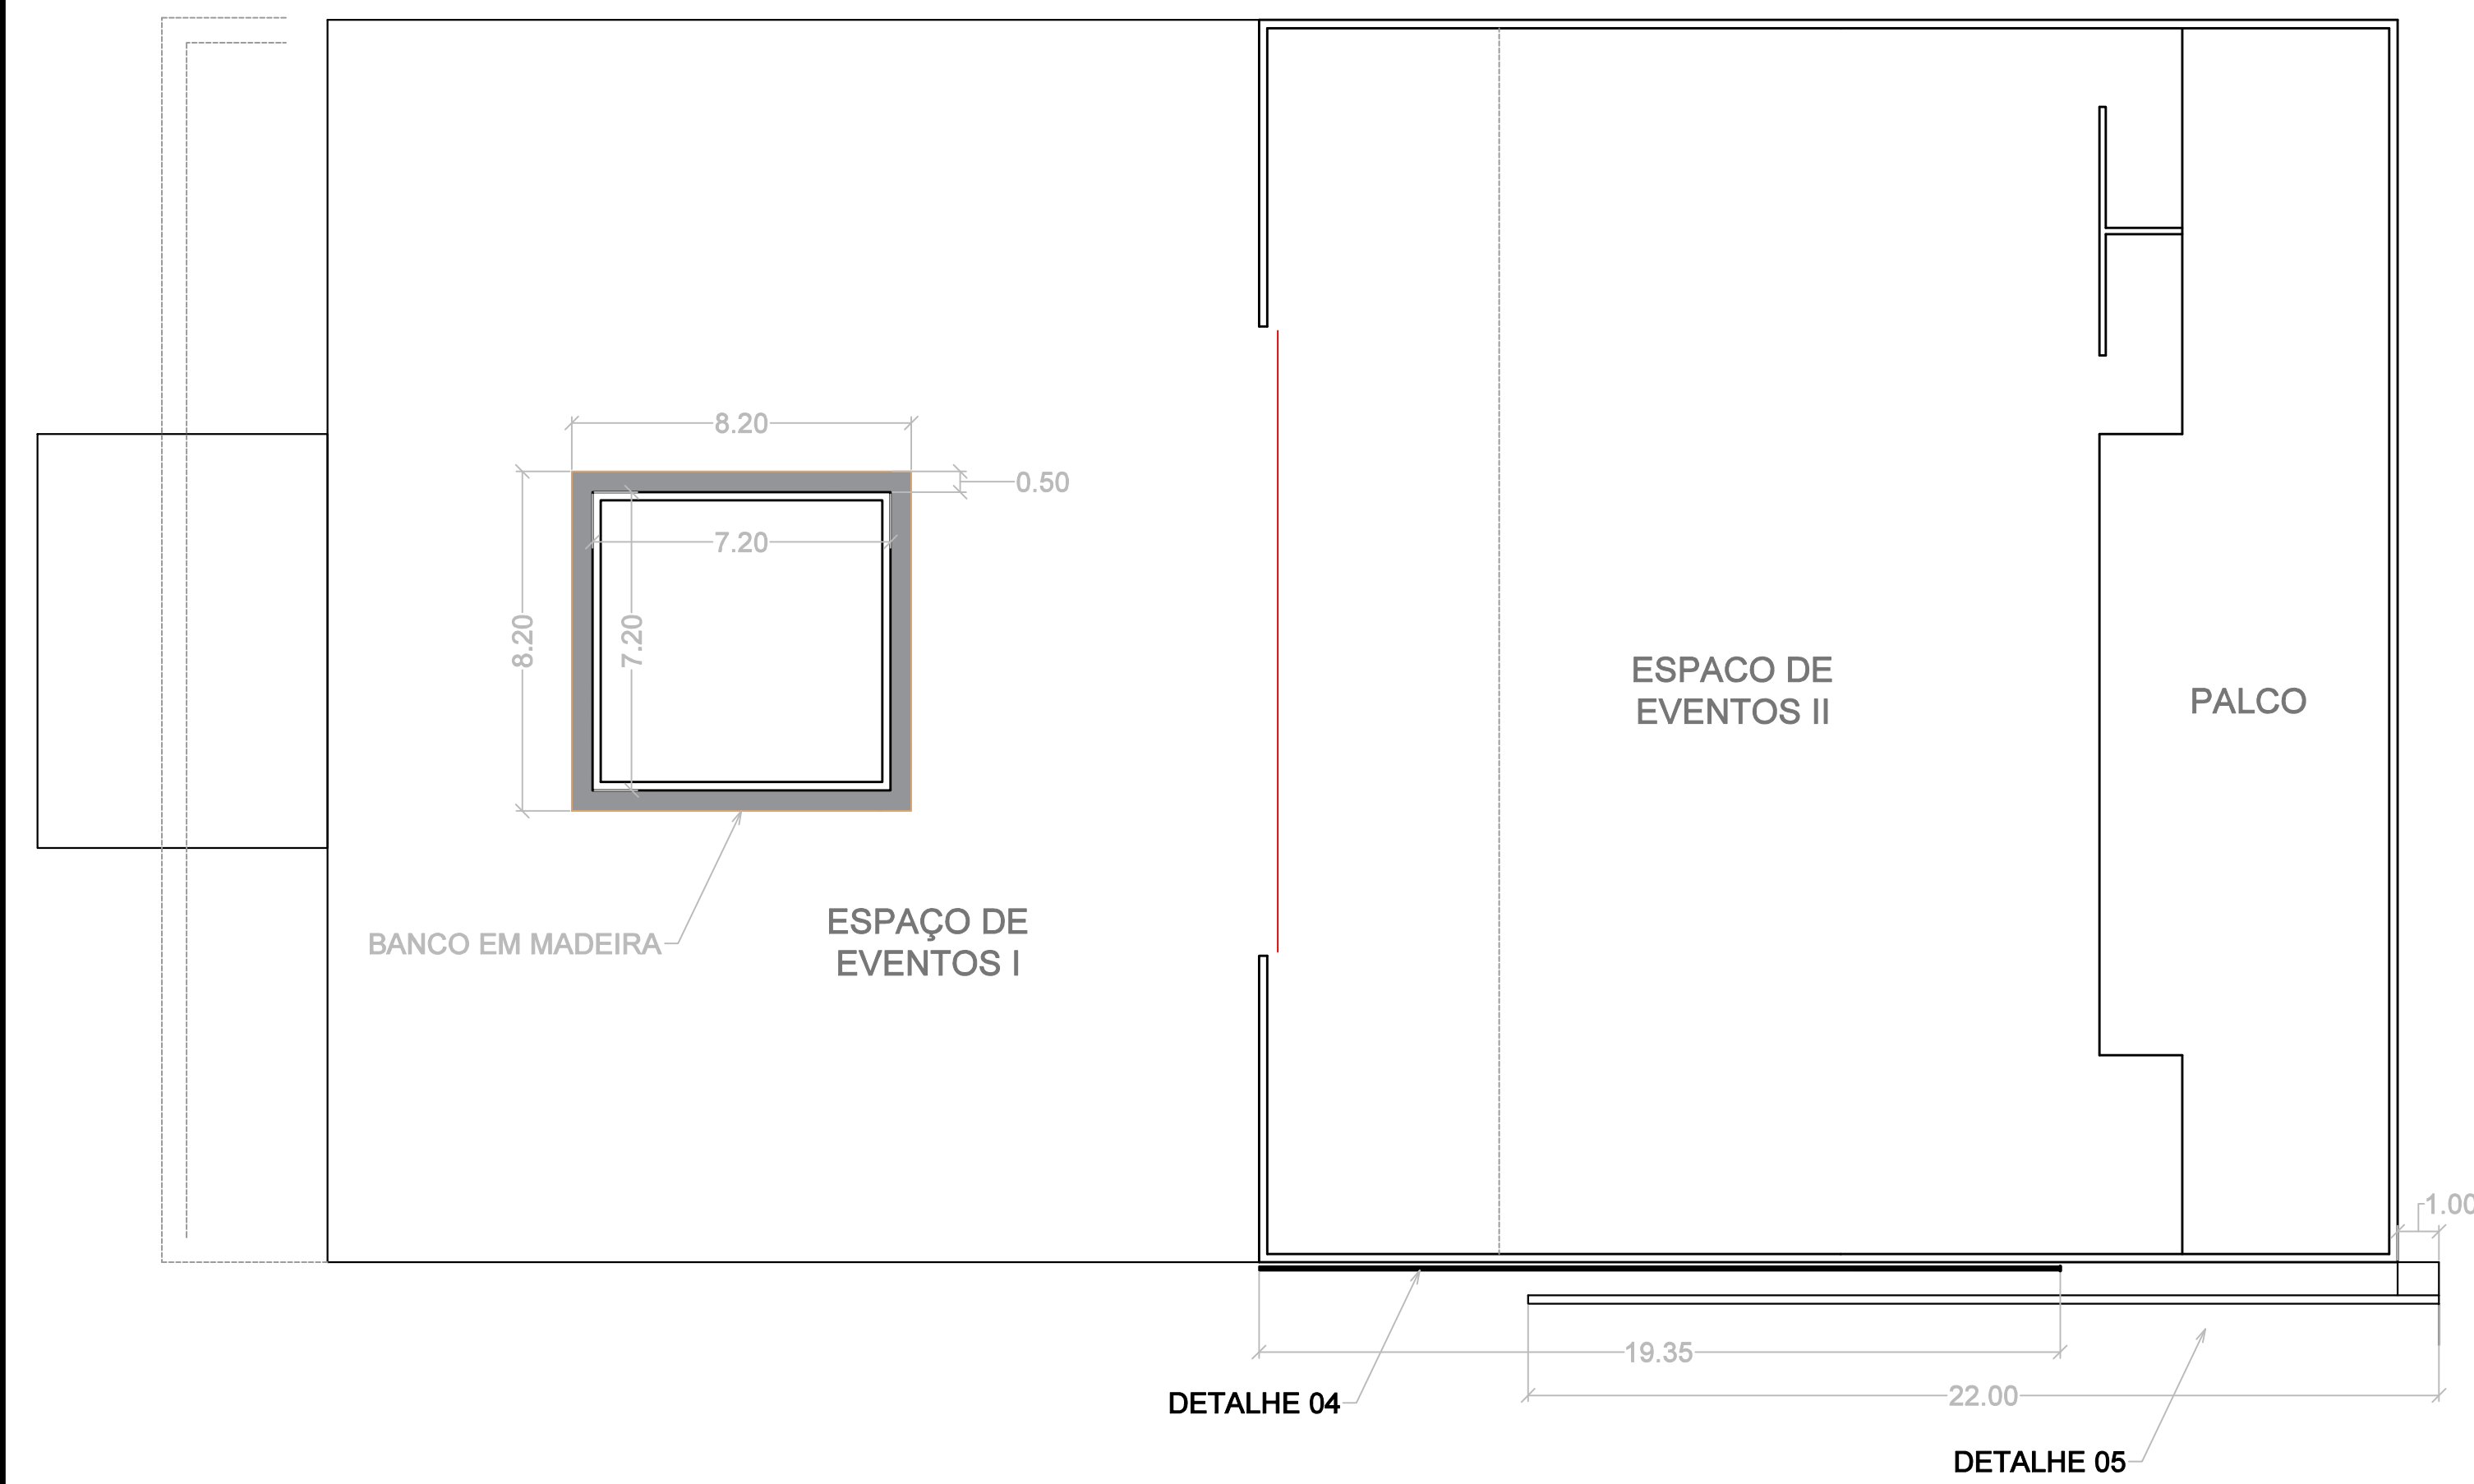 8.20
0.50
7.20
8.20
7.20
ESPAÇO DE
EVENTOS II
PALCO
ESPAÇO DE
EVENTOS I
BANCO EM MADEIRA
1.00
19.35
22.00
DETALHE 04
DETALHE 05